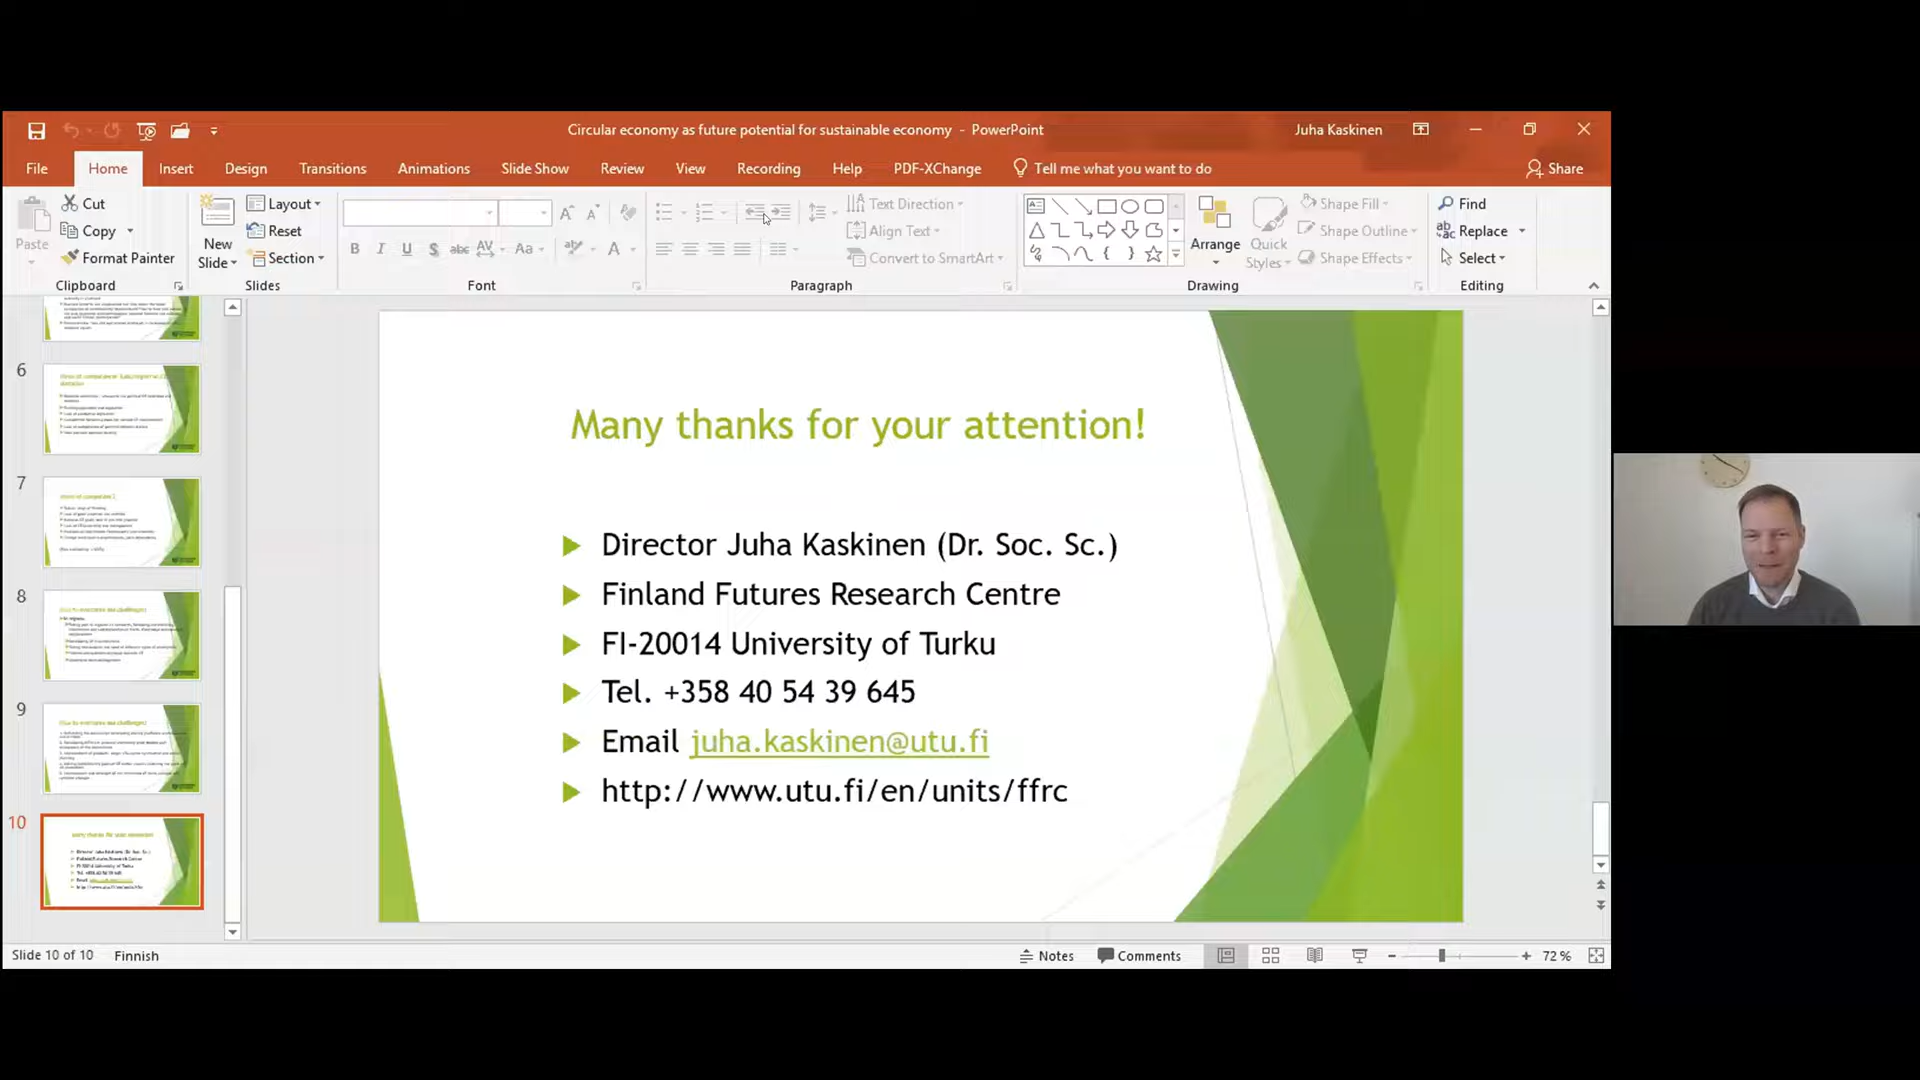 Circular economy as future potential for sustainable economy - PowerPoint
Juha Kaskinen
File Home Insert Design Transitions Animations Slide Show Review View Recording Help PDF-XChange Tell me what you want to do Share
Paste
Cut
Copy
Format Painter
Clipboard
New Slide
Layout
Reset
Section
Slides
Font
Text Direction
Align Text
Convert to SmartArt
Paragraph
Arrange
Quick Styles
Shape Fill
Shape Outline
Shape Effects
Drawing
Find
Replace
Select
Editing
6
7
8
9
10
Many thanks for your attention!
Director Juha Kaskinen (Dr. Soc. Sc.)
Finland Futures Research Centre
FI-20014 University of Turku
Tel. +358 40 54 39 645
Email juha.kaskinen@utu.fi
http://www.utu.fi/en/units/ffrc
Slide 10 of 10 Finnish Notes Comments 72 %